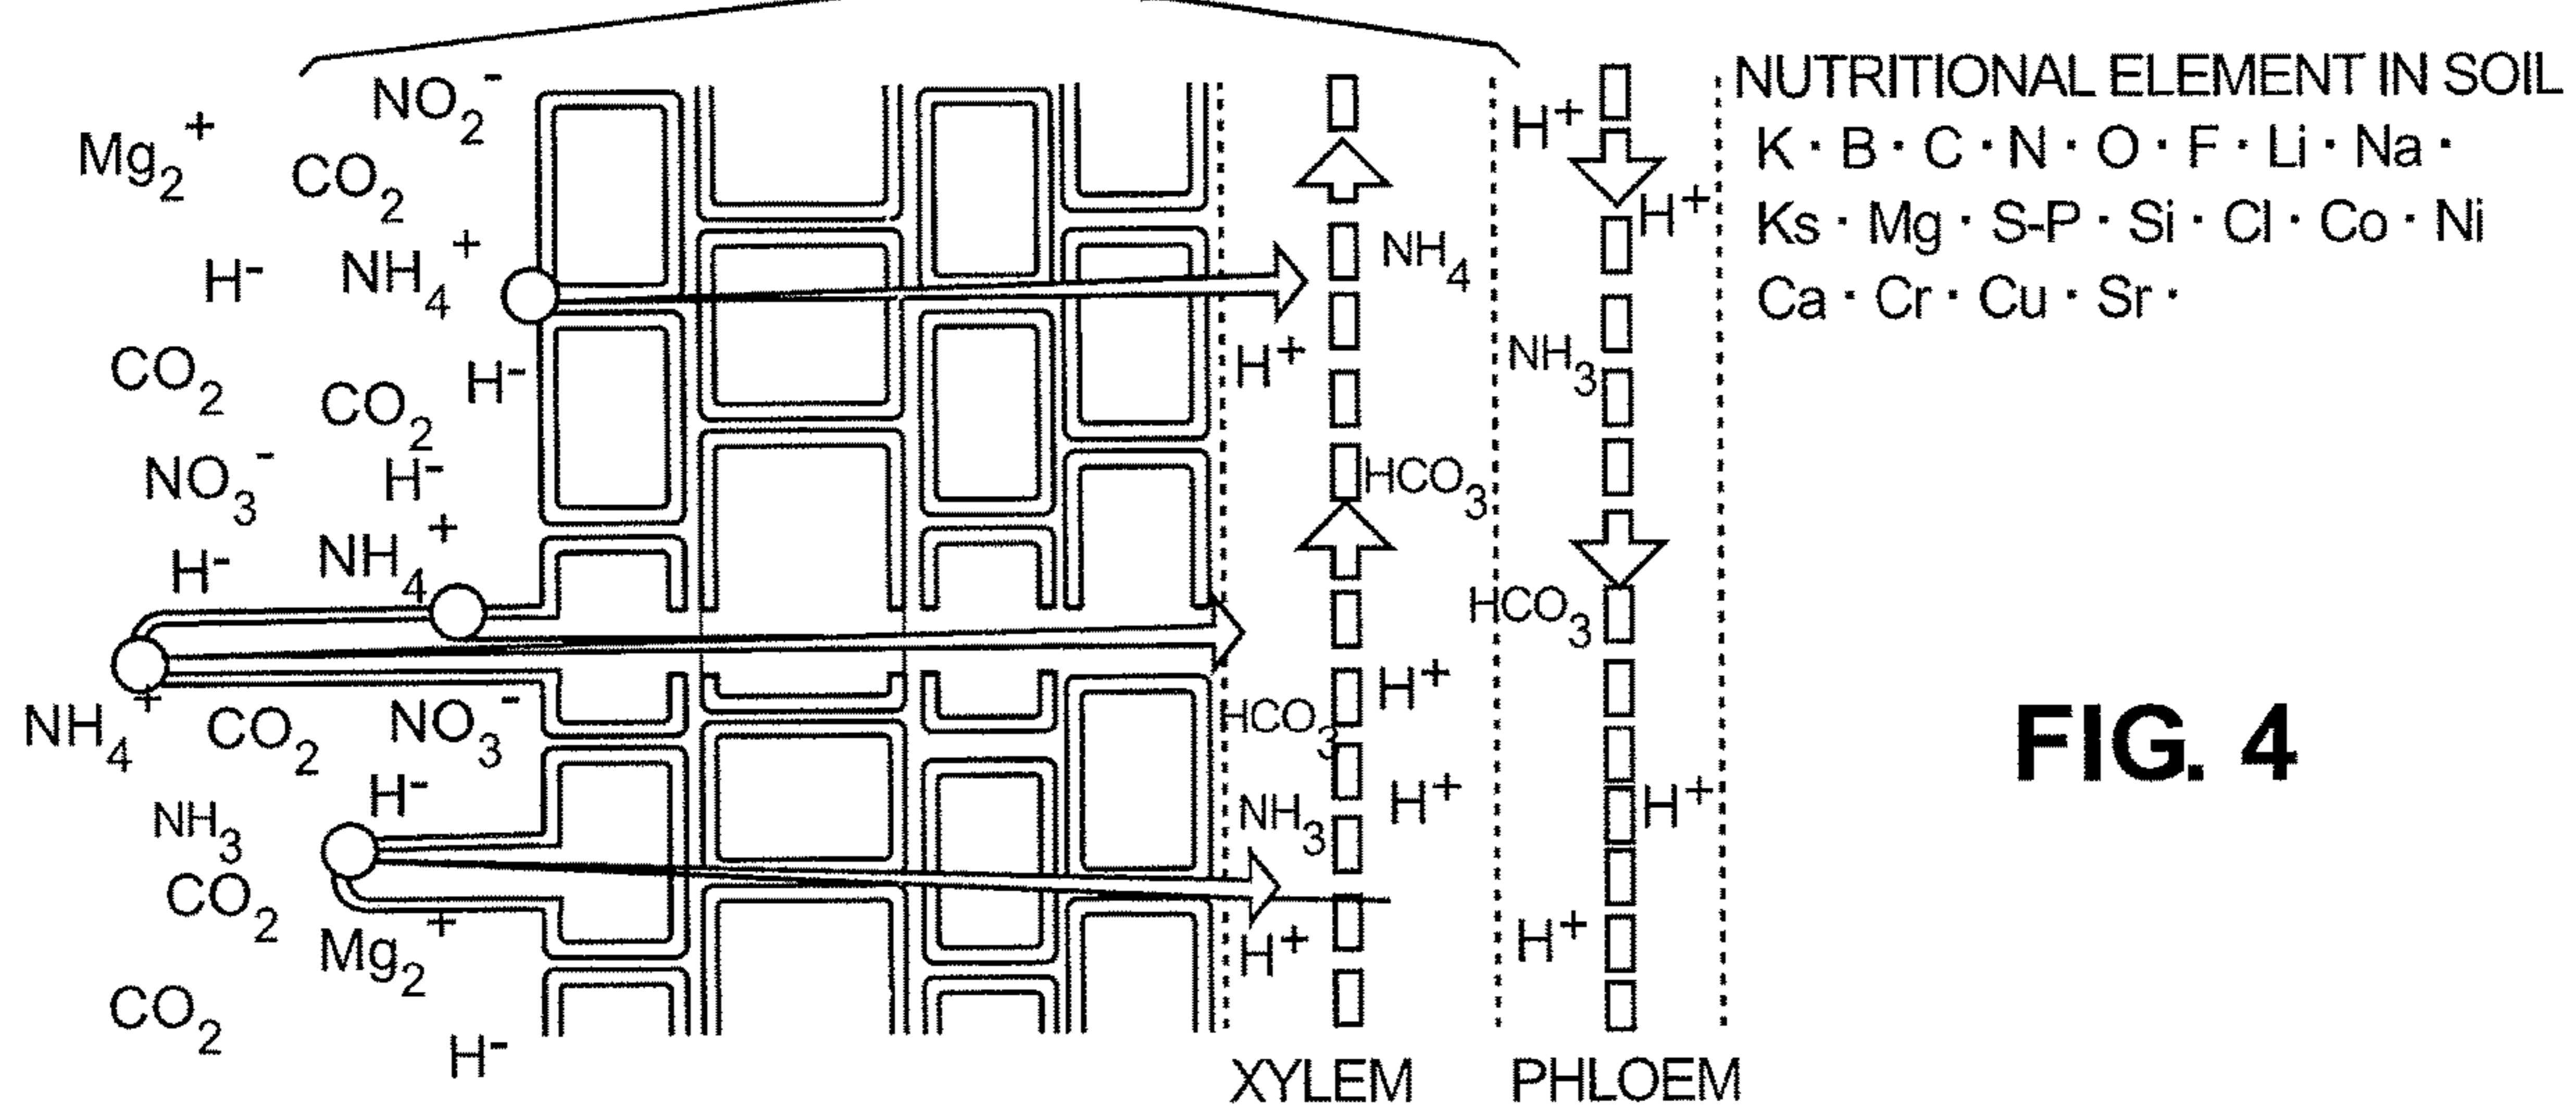 NO₂⁻
Mg₂⁺
CO₂
H⁻
NH₄⁺
CO₂
CO₂
H⁻
NO₃⁻
H⁻
H⁻
NH₄⁺
NH₄⁺
CO₂
NO₃⁻
H⁻
NH₃
CO₂
Mg₂⁺
CO₂
H⁻
H⁺
NH₄
HCO₃
HCO₃
H⁺
NH₃
H⁺
H⁺
XYLEM
H⁺
H⁺
NH₃
HCO₃
H⁺
H⁺
PHLOEM
NUTRITIONAL ELEMENT IN SOIL
K · B · C · N · O · F · Li · Na ·
Ks · Mg · S-P · Si · Cl · Co · Ni
Ca · Cr · Cu · Sr ·
FIG. 4